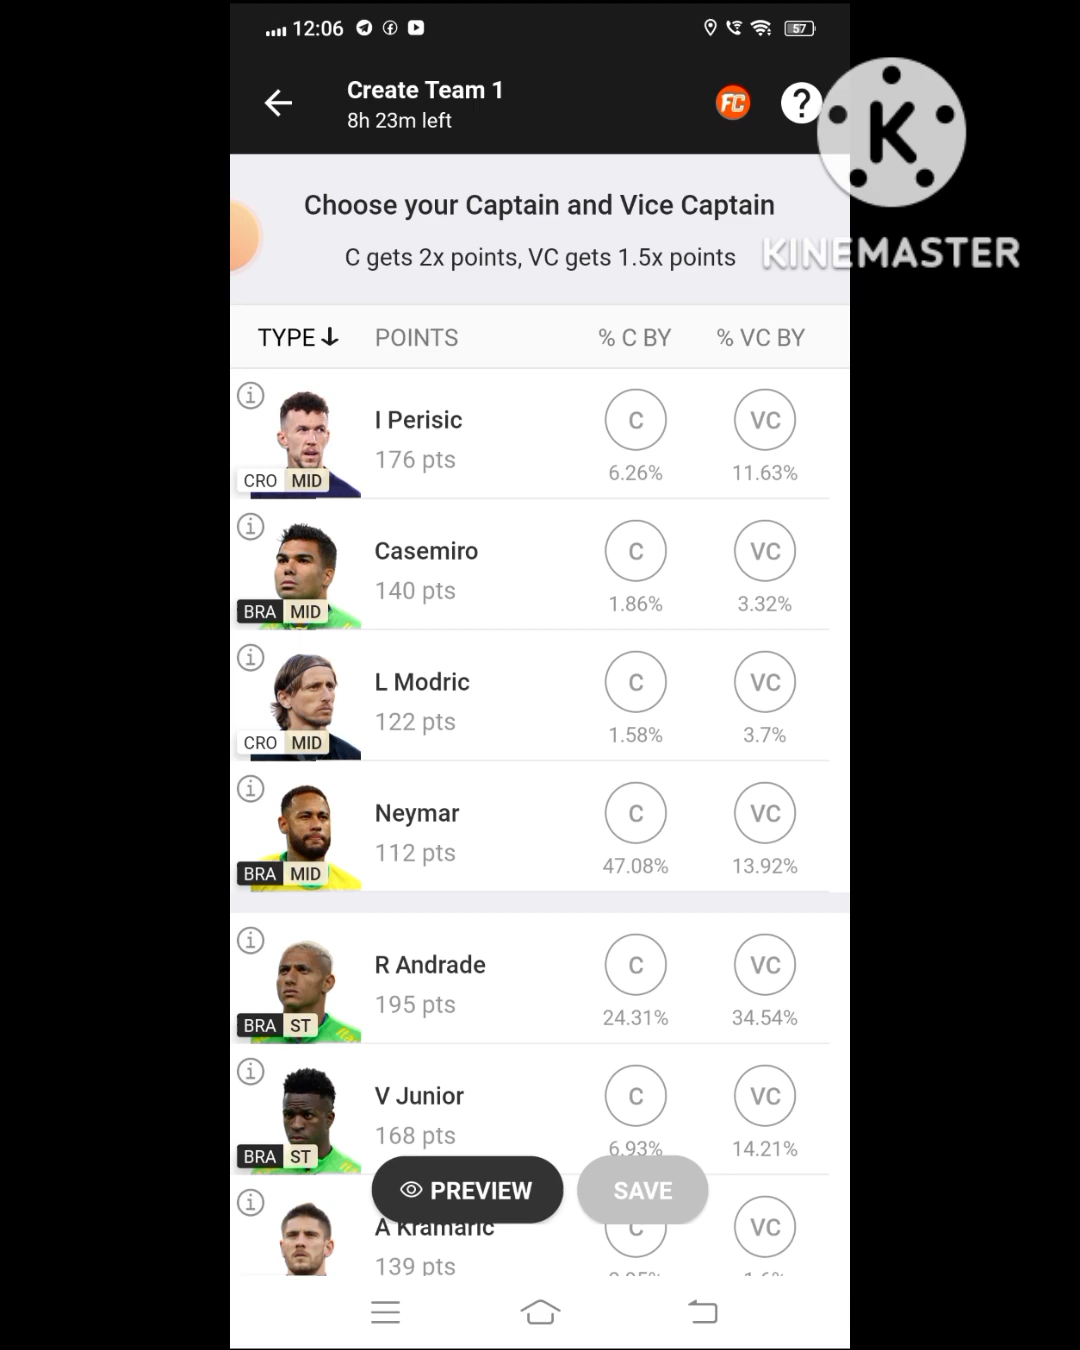 12:06
57
Create Team 1
8h 23m left
FC
?
K
KINEMASTER
Choose your Captain and Vice Captain
C gets 2x points, VC gets 1.5x points
TYPE↓ POINTS % C BY % VC BY
I Perisic C VC
176 pts 6.26% 11.63%
CRO MID
Casemiro C VC
140 pts 1.86% 3.32%
BRA MID
L Modric C VC
122 pts 1.58% 3.7%
CRO MID
Neymar C VC
112 pts 47.08% 13.92%
BRA MID
R Andrade C VC
195 pts 24.31% 34.54%
BRA ST
V Junior C VC
168 pts 6.93% 14.21%
BRA ST
PREVIEW SAVE
A Kramaric C VC
139 pts